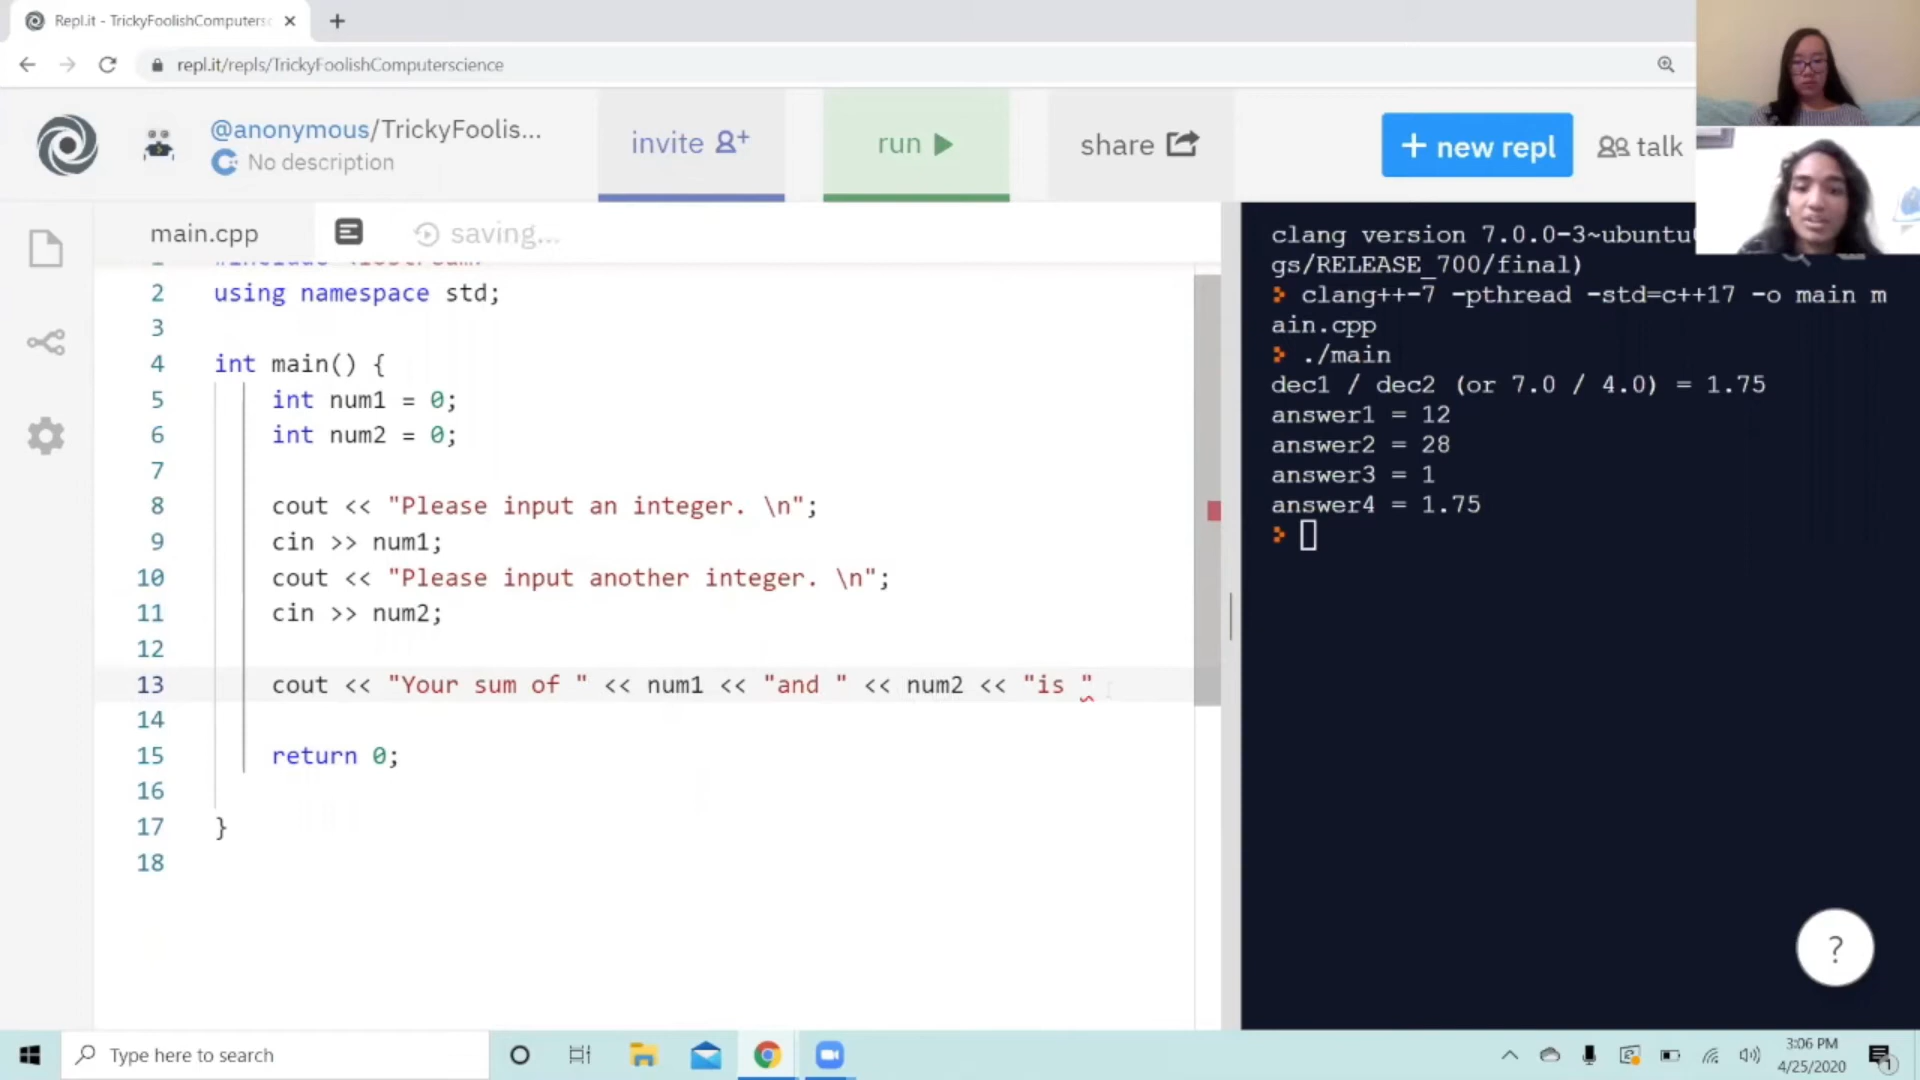 Repl.it - TrickyFoolishComputersc
repl.it/repls/TrickyFoolishComputerscience
@anonymous/TrickyFoolis...
No description
invite
run
share
+ new repl
talk
main.cpp
saving...
1
2 using namespace std;
3
4 int main() {
5 int num1 = 0;
6 int num2 = 0;
7
8 cout << "Please input an integer. \n";
9 cin >> num1;
10 cout << "Please input another integer. \n";
11 cin >> num2;
12
13 cout << "Your sum of " << num1 << "and " << num2 << "is "
14
15 return 0;
16
17 }
18
clang version 7.0.0-3~ubuntu
gs/RELEASE_700/final)
clang++-7 -pthread -std=c++17 -o main m
ain.cpp
./main
dec1 / dec2 (or 7.0 / 4.0) = 1.75
answer1 = 12
answer2 = 28
answer3 = 1
answer4 = 1.75
?
Type here to search
3:06 PM
4/25/2020
1